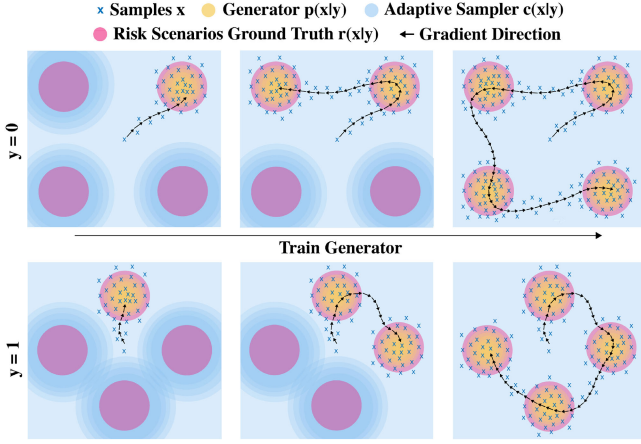 × Samples x Generator p(x|y) Adaptive Sampler c(x|y)
Risk Scenarios Ground Truth r(x|y) ← Gradient Direction
y = 0
Train Generator
y = 1